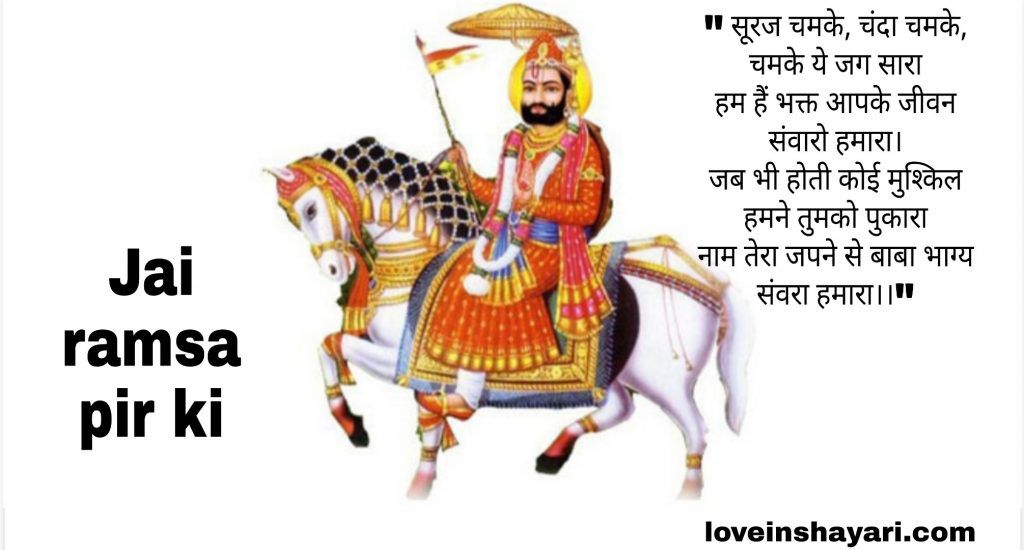 " सूरज चमके, चंदा चमके,
चमके ये जग सारा
हम हैं भक्त आपके जीवन
संवारो हमारा।
जब भी होती कोई मुश्किल
हमने तुमको पुकारा
नाम तेरा जपने से बाबा भाग्य
संवरा हमारा।।"
Jai
ramsa
pir ki
loveinshayari.com